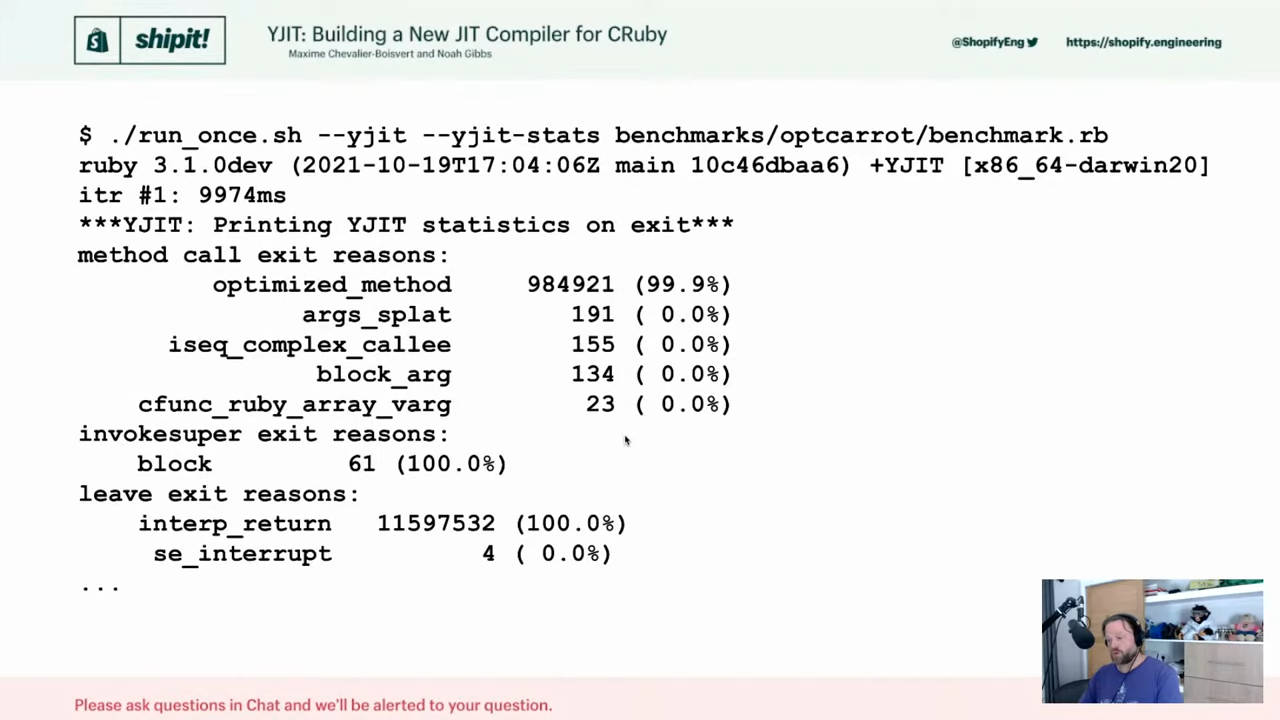 shipit!
YJIT: Building a New JIT Compiler for CRuby
Maxime Chevalier-Boisvert and Noah Gibbs
@ShopifyEng
https://shopify.engineering
$ ./run_once.sh --yjit --yjit-stats benchmarks/optcarrot/benchmark.rb
ruby 3.1.0dev (2021-10-19T17:04:06Z main 10c46dbaa6) +YJIT [x86_64-darwin20]
itr #1: 9974ms
***YJIT: Printing YJIT statistics on exit***
method call exit reasons:
optimized_method 984921 (99.9%)
args_splat 191 ( 0.0%)
iseq_complex_callee 155 ( 0.0%)
block_arg 134 ( 0.0%)
cfunc_ruby_array_varg 23 ( 0.0%)
invokesuper exit reasons:
block 61 (100.0%)
leave exit reasons:
interp_return 11597532 (100.0%)
se_interrupt 4 ( 0.0%)
...
Please ask questions in Chat and we'll be alerted to your question.